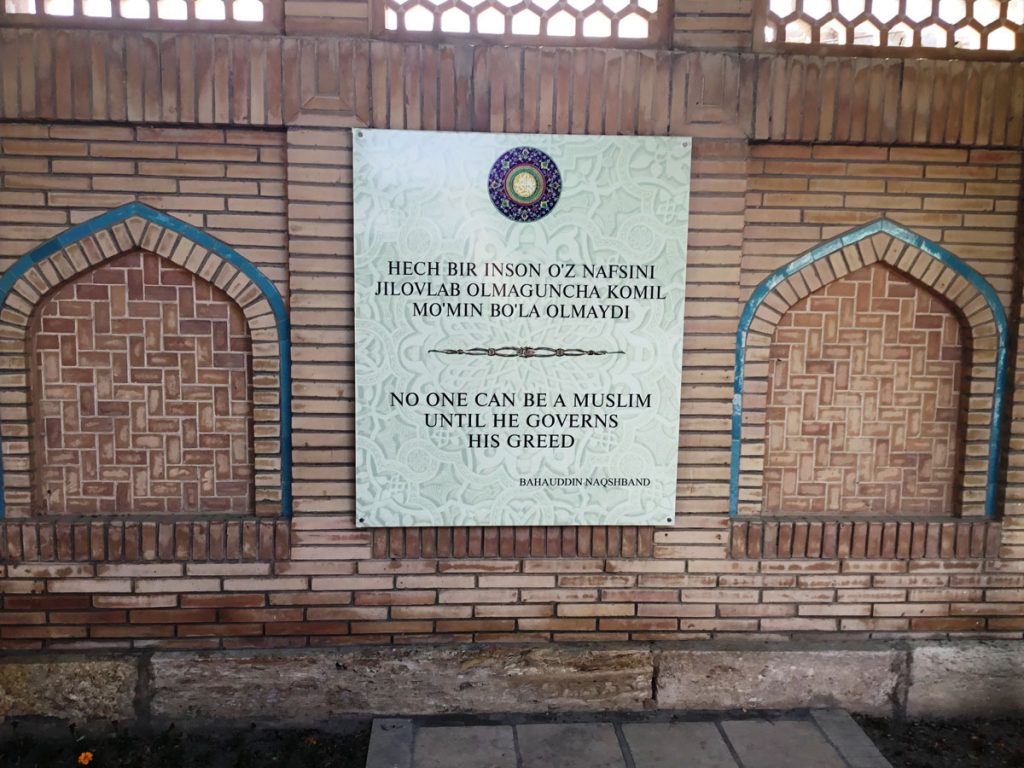 HECH BIR INSON O'Z NAFSINI
JILOVLAB OLMAGUNCHA KOMIL
MO'MIN BO'LA OLMAYDI
NO ONE CAN BE A MUSLIM
UNTIL HE GOVERNS
HIS GREED
BAHAUDDIN NAQSHBAND